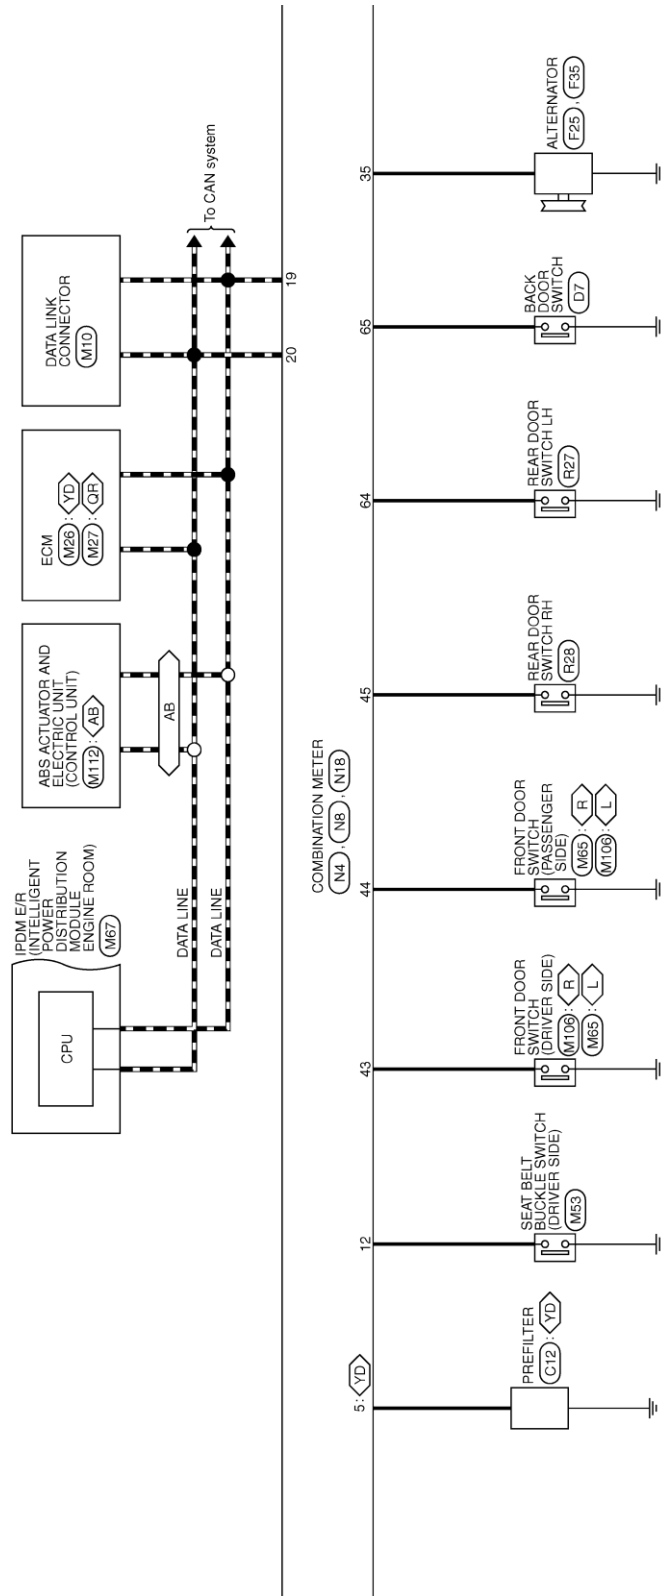 IPDM E/R
(INTELLIGENT
POWER
DISTRIBUTION
MODULE
ENGINE ROOM)
M67
CPU
ABS ACTUATOR AND
ELECTRIC UNIT
(CONTROL UNIT)
M112 : AB
ECM
M26 : YD
M27 : QR
DATA LINK
CONNECTOR
M10
AB
DATA LINE
DATA LINE
To CAN system
20
19
COMBINATION METER
N4 , N8 , N18
5 : YD
12
43
44
45
64
65
35
PREFILTER
C12 : YD
SEAT BELT
BUCKLE SWITCH
(DRIVER SIDE)
M53
FRONT DOOR
SWITCH
(DRIVER SIDE)
M106 : R
M65 : L
FRONT DOOR
SWITCH
(PASSENGER
SIDE)
M65 : R
M106 : L
REAR DOOR
SWITCH RH
R28
REAR DOOR
SWITCH LH
R27
BACK
DOOR
SWITCH
D7
ALTERNATOR
F25 , F35